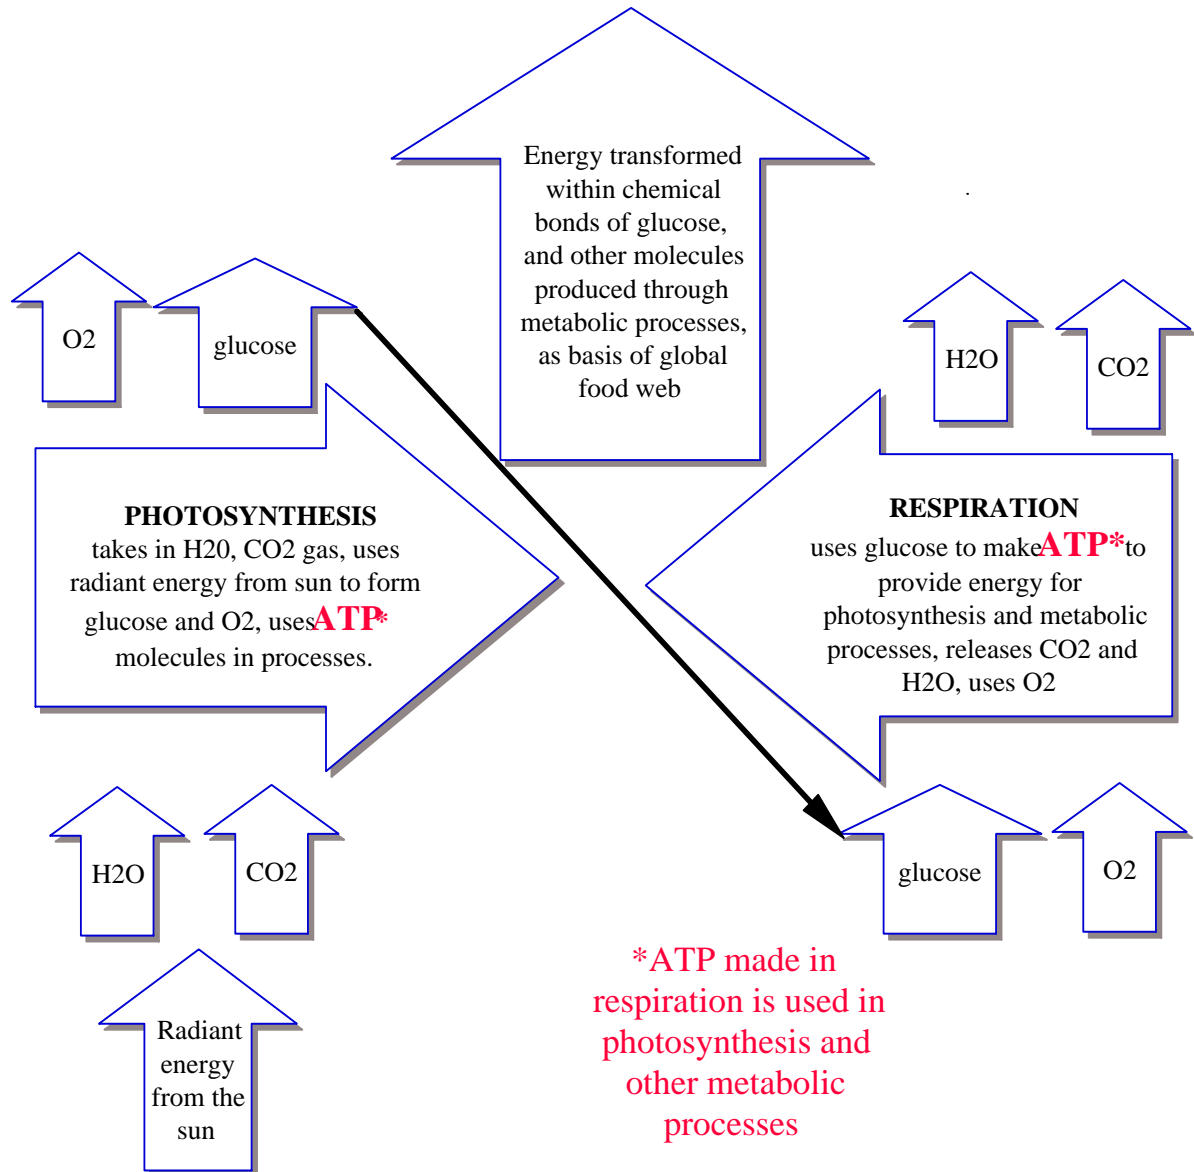 Energy transformed
within chemical
bonds of glucose,
and other molecules
produced through
metabolic processes,
as basis of global
food web
.
O2
glucose
H2O
CO2
PHOTOSYNTHESIS
takes in H20, CO2 gas, uses
radiant energy from sun to form
glucose and O2, uses ATP*
molecules in processes.
RESPIRATION
uses glucose to make ATP* to
provide energy for
photosynthesis and metabolic
processes, releases CO2 and
H2O, uses O2
H2O
CO2
glucose
O2
Radiant
energy
from the
sun
*ATP made in
respiration is used in
photosynthesis and
other metabolic
processes